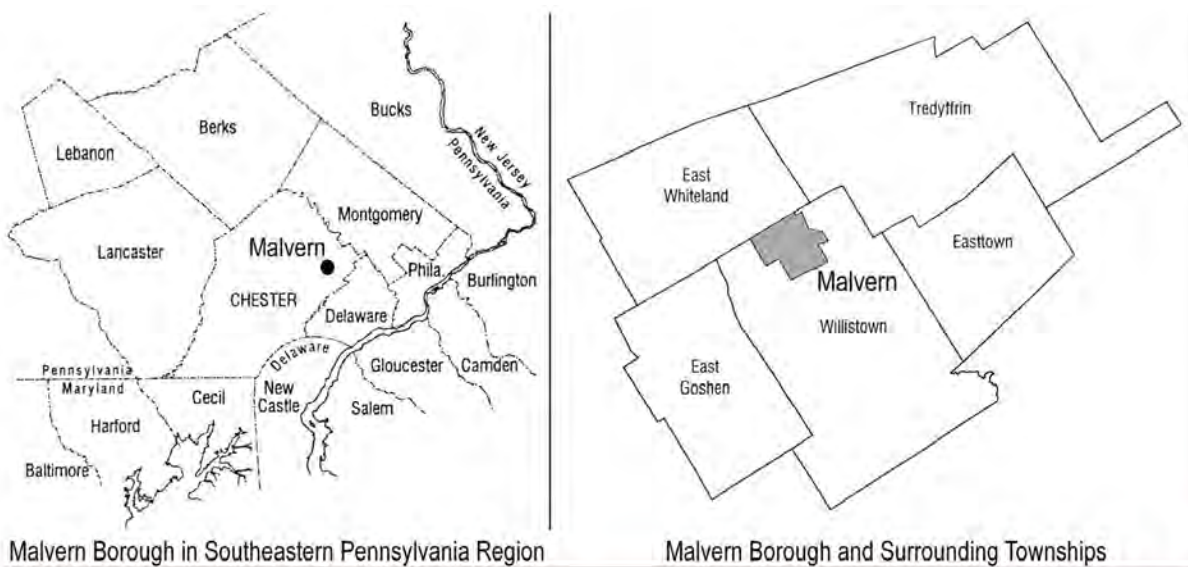 Bucks
Berks
New Jersey
Pennsylvania
Lebanon
Montgomery
Lancaster
Malvern
Phila.
Burlington
CHESTER
Delaware
Delaware
Gloucester
Camden
Pennsylvania
Maryland
Cecil
New
Castle
Salem
Harford
Baltimore
Malvern Borough in Southeastern Pennsylvania Region
Tredyffrin
East
Whiteland
Easttown
Malvern
Willistown
East
Goshen
Malvern Borough and Surrounding Townships